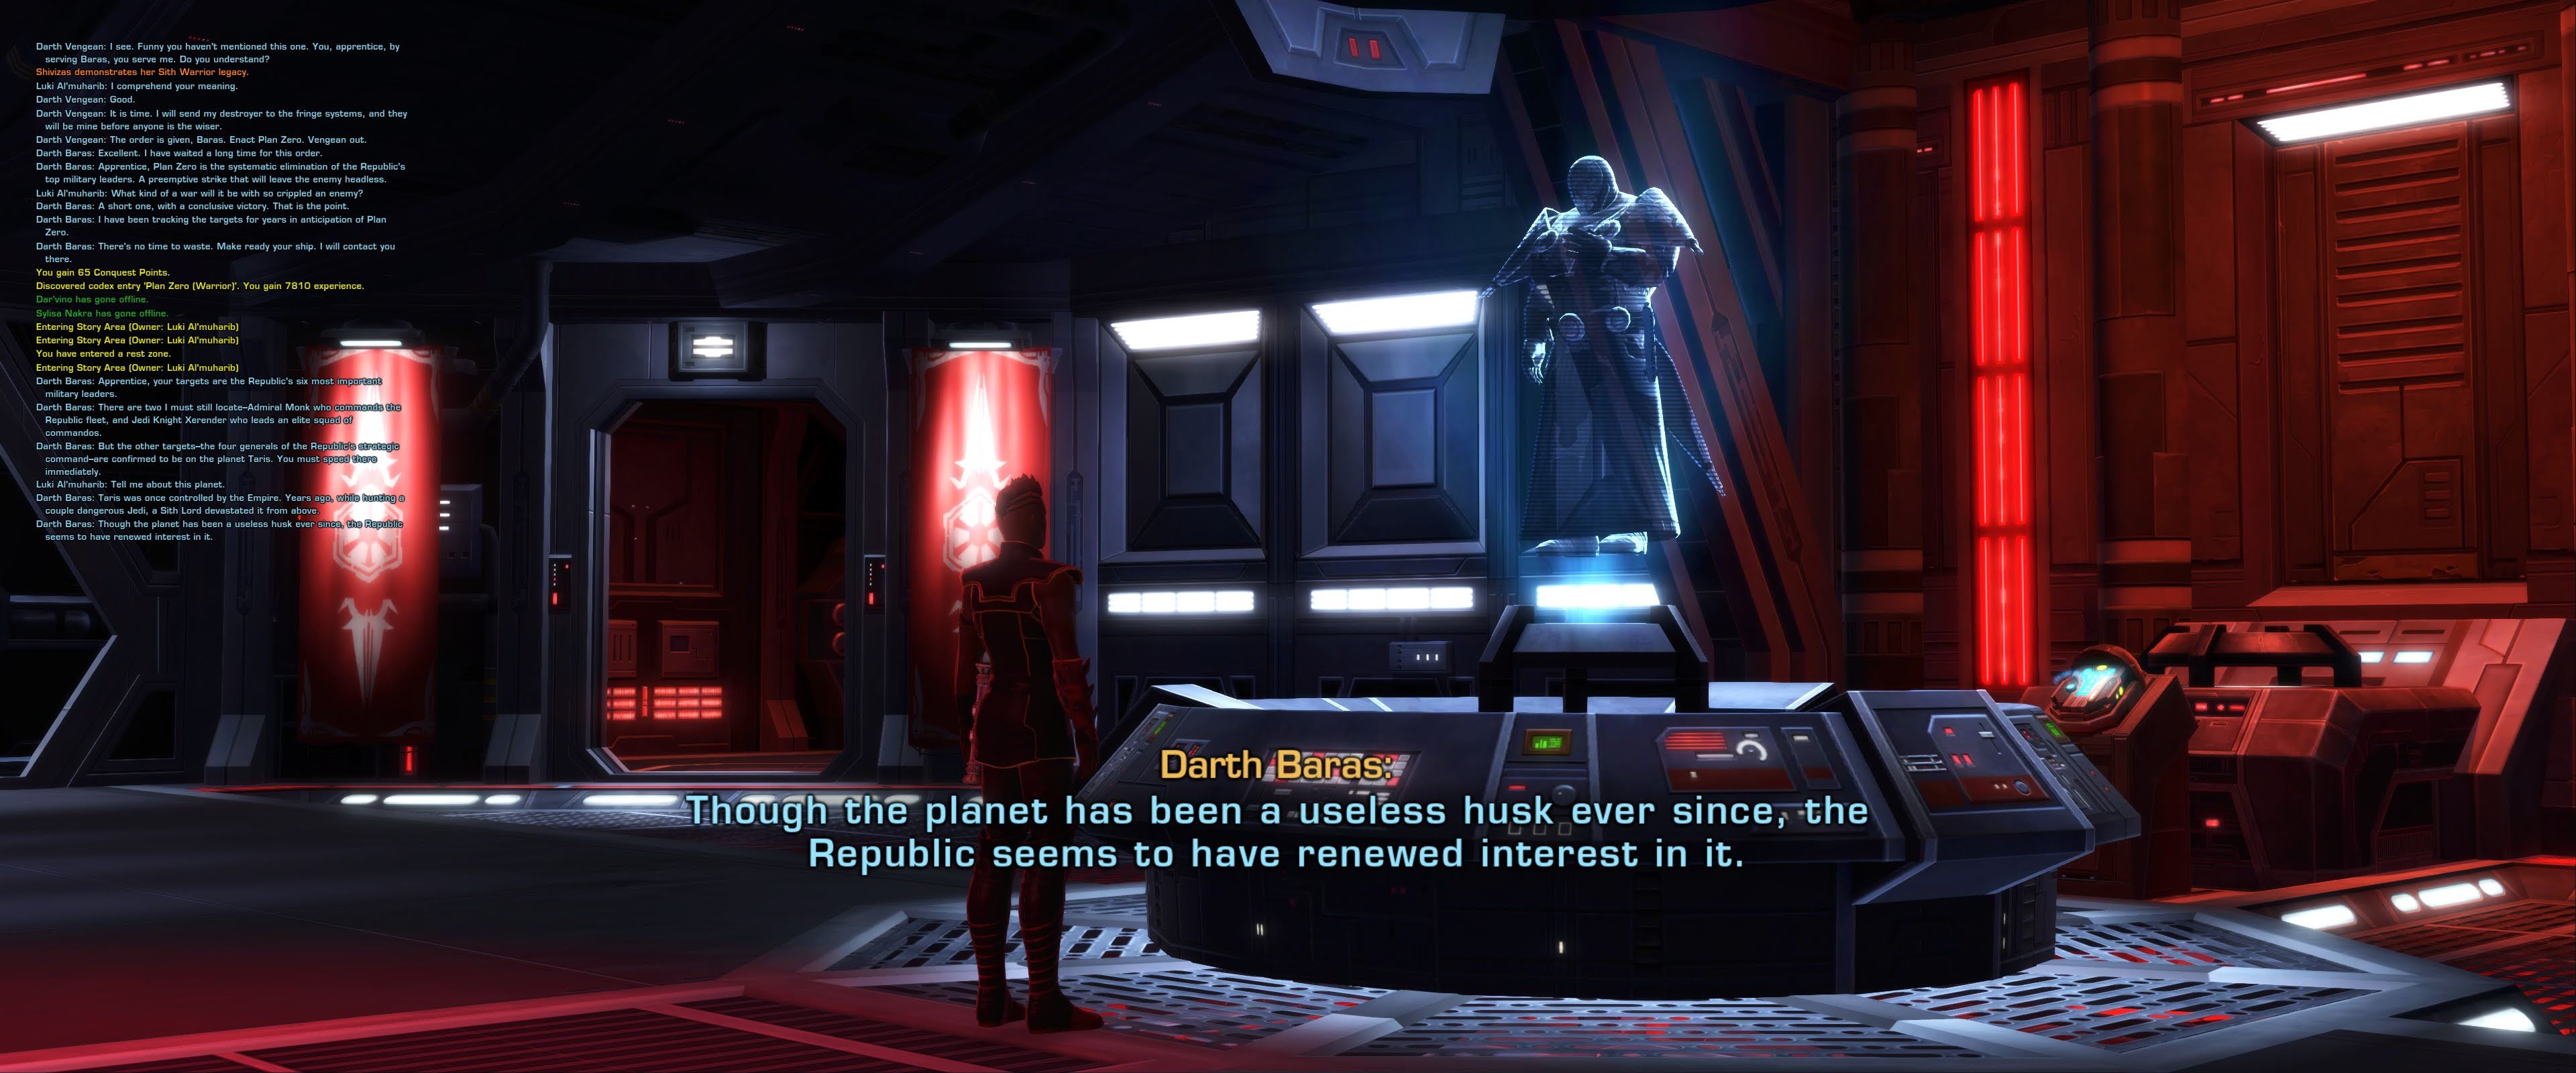 Darth Vengean: I see. Funny you haven't mentioned this one. You, apprentice, by
serving Baras, you serve me. Do you understand?
Shivizas demonstrates her Sith Warrior legacy.
Luki Al'muharib: I comprehend your meaning.
Darth Vengean: Good.
Darth Vengean: It is time. I will send my destroyer to the fringe systems, and they
will be mine before anyone is the wiser.
Darth Vengean: The order is given, Baras. Enact Plan Zero. Vengean out.
Darth Baras: Excellent. I have waited a long time for this order.
Darth Baras: Apprentice, Plan Zero is the systematic elimination of the Republic's
top military leaders. A preemptive strike that will leave the enemy headless.
Luki Al'muharib: What kind of a war will it be with so crippled an enemy?
Darth Baras: A short one, with a conclusive victory. That is the point.
Darth Baras: I have been tracking the targets for years in anticipation of Plan
Zero.
Darth Baras: There's no time to waste. Make ready your ship. I will contact you
there.
You gain 65 Conquest Points.
Discovered codex entry 'Plan Zero (Warrior)'. You gain 7810 experience.
Dar'vino has gone offline.
Sylisa Nakra has gone offline.
Entering Story Area (Owner: Luki Al'muharib)
Entering Story Area (Owner: Luki Al'muharib)
You have entered a rest zone.
Entering Story Area (Owner: Luki Al'muharib)
Darth Baras: Apprentice, your targets are the Republic's six most important
military leaders.
Darth Baras: There are two I must still locate–Admiral Monk who commands the
Republic fleet, and Jedi Knight Xerender who leads an elite squad of
commandos.
Darth Baras: But the other targets–the four generals of the Republic's strategic
command–are confirmed to be on the planet Taris. You must speed there
immediately.
Luki Al'muharib: Tell me about this planet.
Darth Baras: Taris was once controlled by the Empire. Years ago, while hunting a
couple dangerous Jedi, a Sith Lord devastated it from above.
Darth Baras: Though the planet has been a useless husk ever since, the Republic
seems to have renewed interest in it.
Darth Baras:
Though the planet has been a useless husk ever since, the
Republic seems to have renewed interest in it.